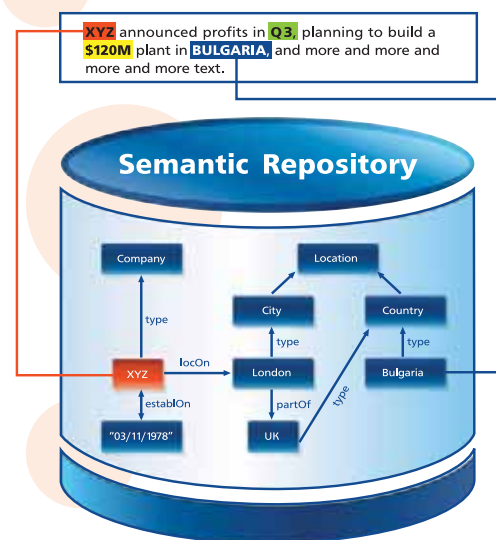 XYZ announced profits in Q3, planning to build a
$120M plant in BULGARIA, and more and more and
more and more text.
Semantic Repository
Company
Location
type
City
Country
type
type
XYZ
locOn
London
Bulgaria
establOn
partOf
type
"03/11/1978"
UK